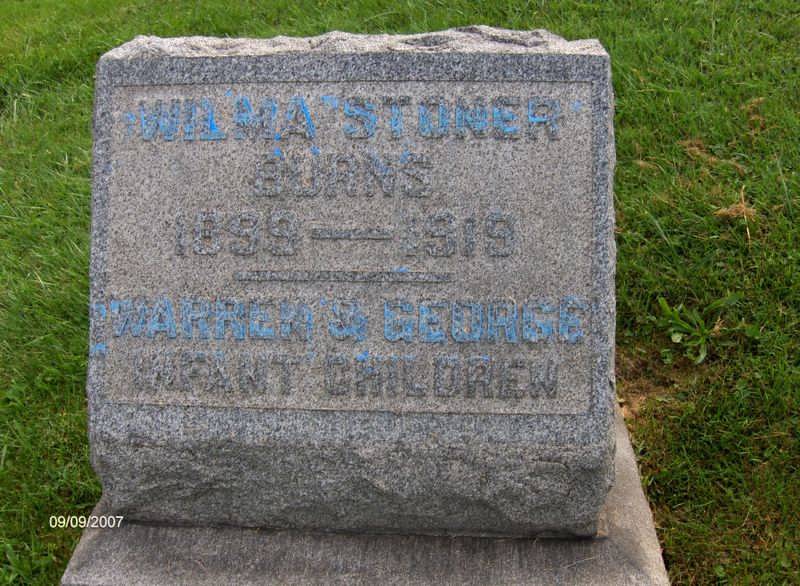 WILMA STONER
BURNS
1899 — 1919
WARREN & GEORGE
INFANT CHILDREN
09/09/2007